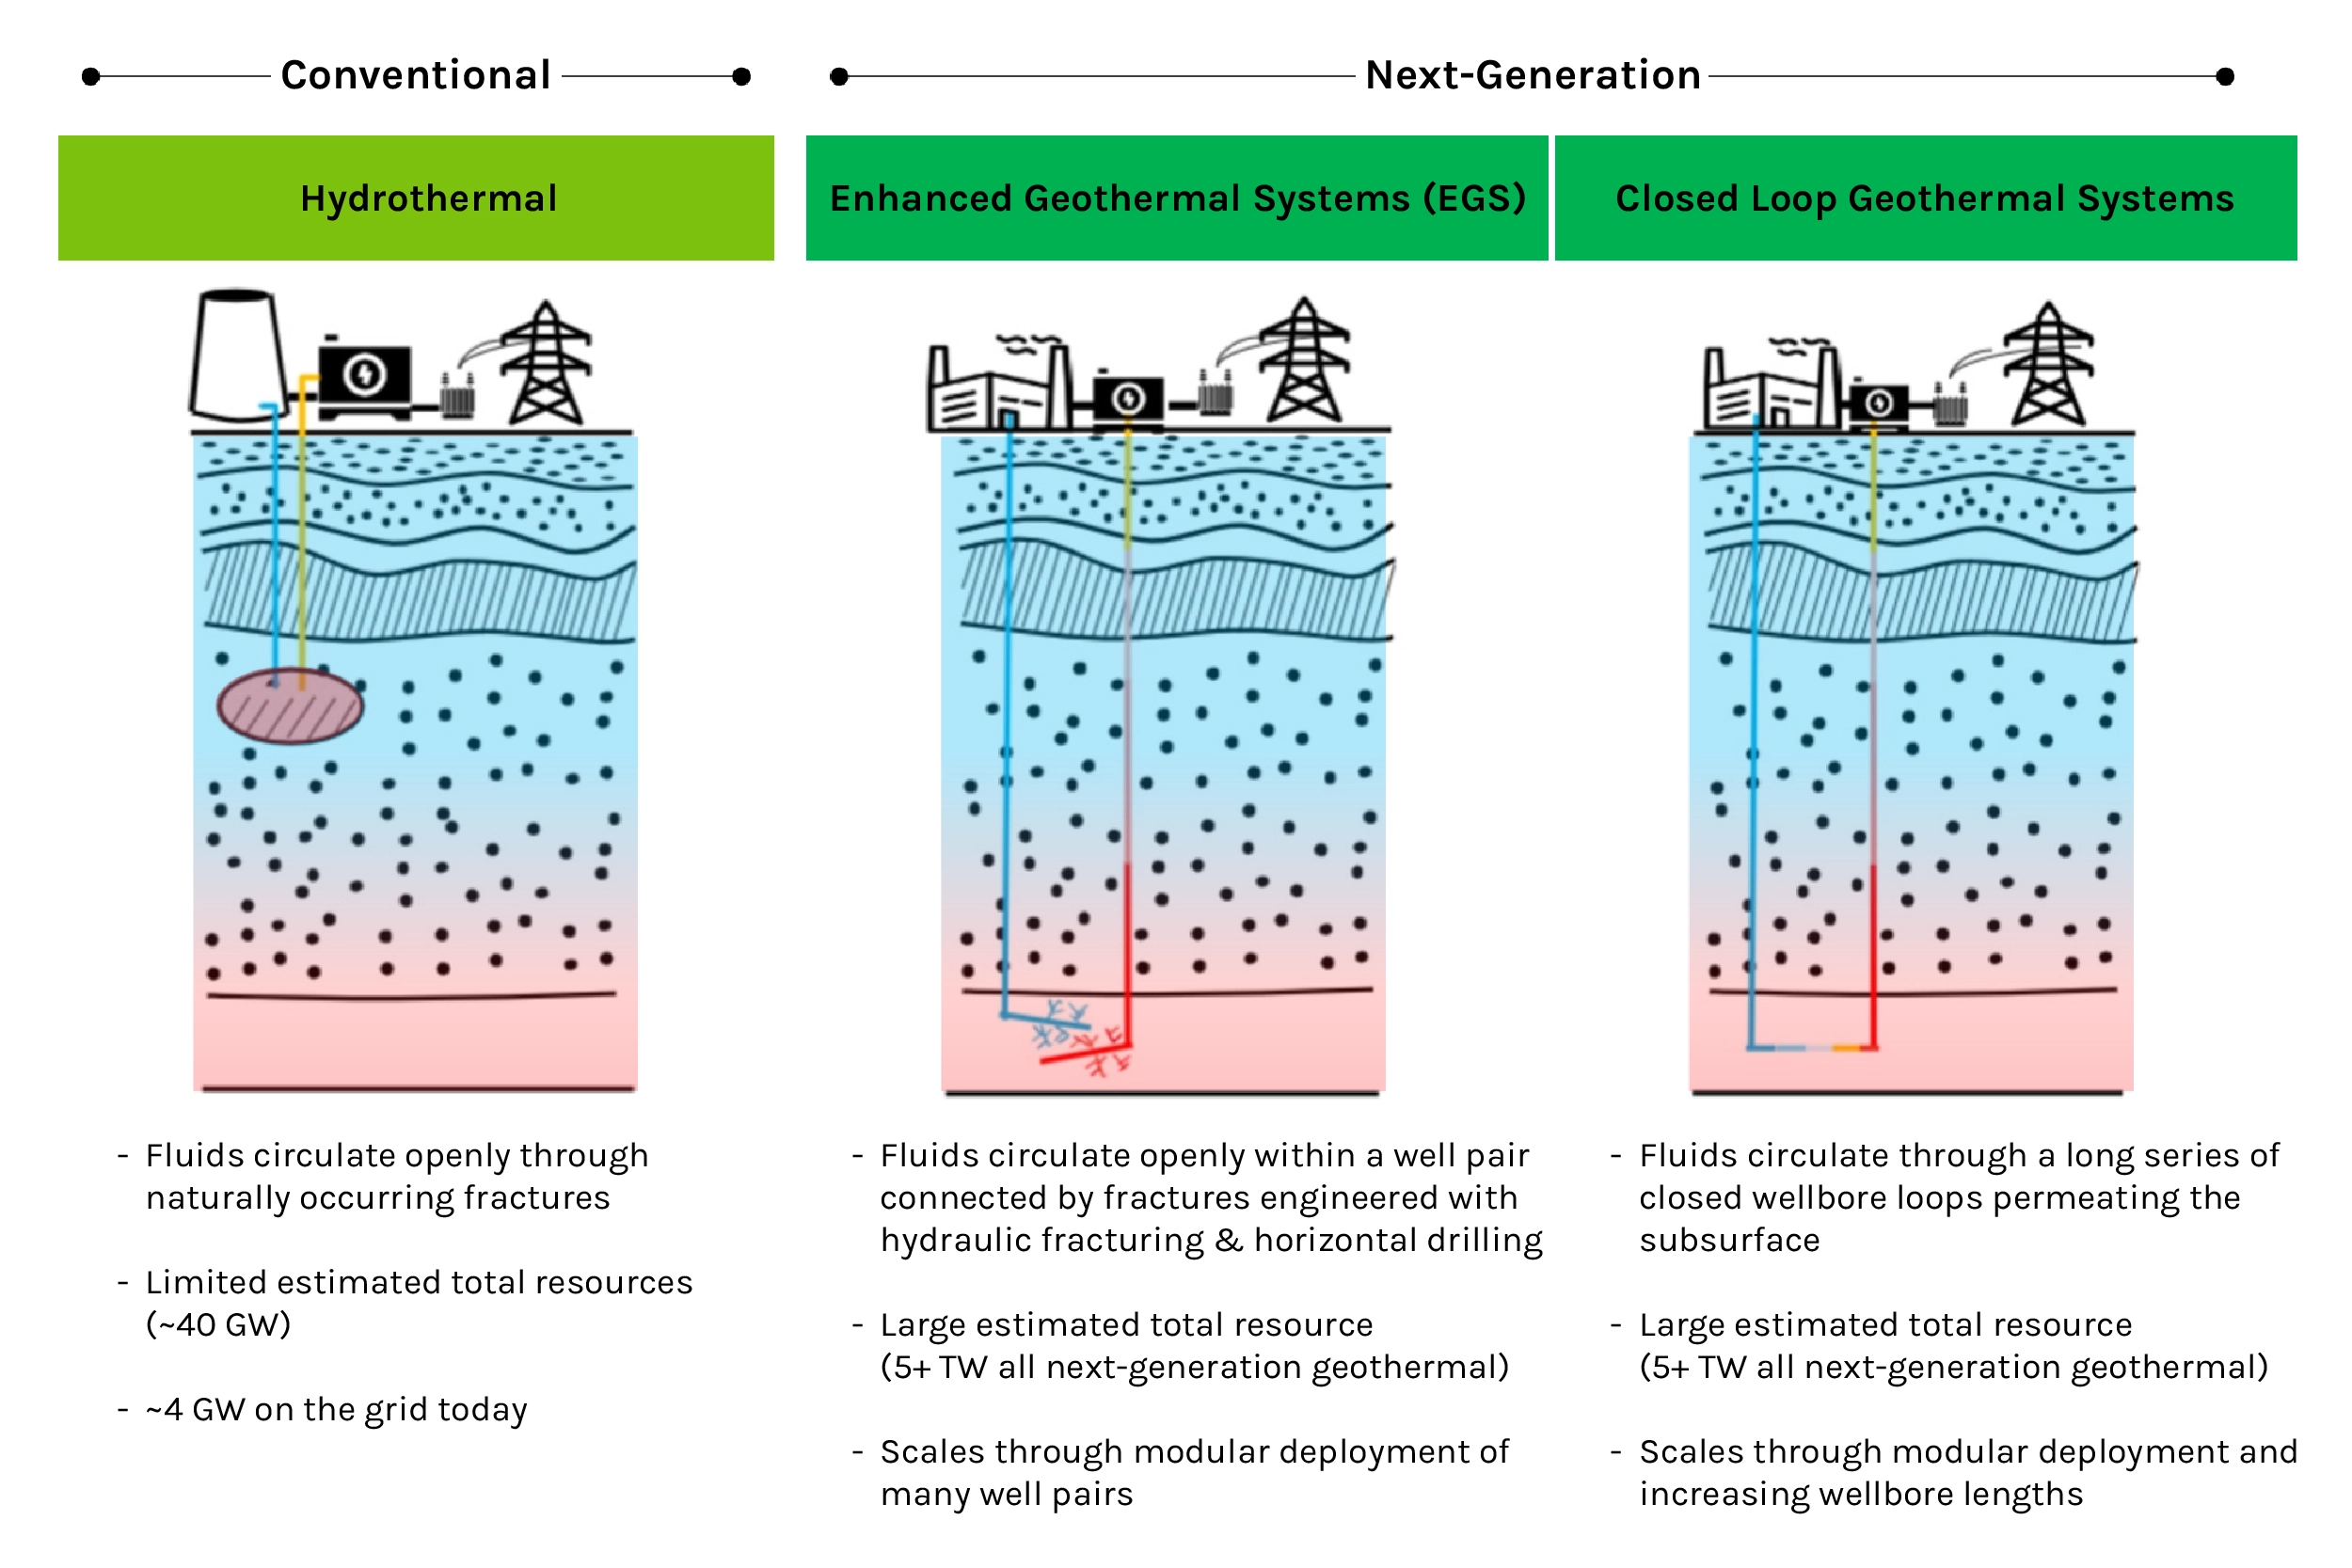 Conventional
Next-Generation
Hydrothermal
Enhanced Geothermal Systems (EGS)
Closed Loop Geothermal Systems
- Fluids circulate openly through
naturally occurring fractures
- Limited estimated total resources
(~40 GW)
- ~4 GW on the grid today
- Fluids circulate openly within a well pair
connected by fractures engineered with
hydraulic fracturing & horizontal drilling
- Large estimated total resource
(5+ TW all next-generation geothermal)
- Scales through modular deployment of
many well pairs
- Fluids circulate through a long series of
closed wellbore loops permeating the
subsurface
- Large estimated total resource
(5+ TW all next-generation geothermal)
- Scales through modular deployment and
increasing wellbore lengths